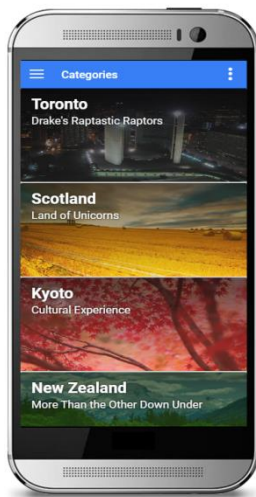 Categories
Toronto
Drake's Raptastic Raptors
Scotland
Land of Unicorns
Kyoto
Cultural Experience
New Zealand
More Than the Other Down Under